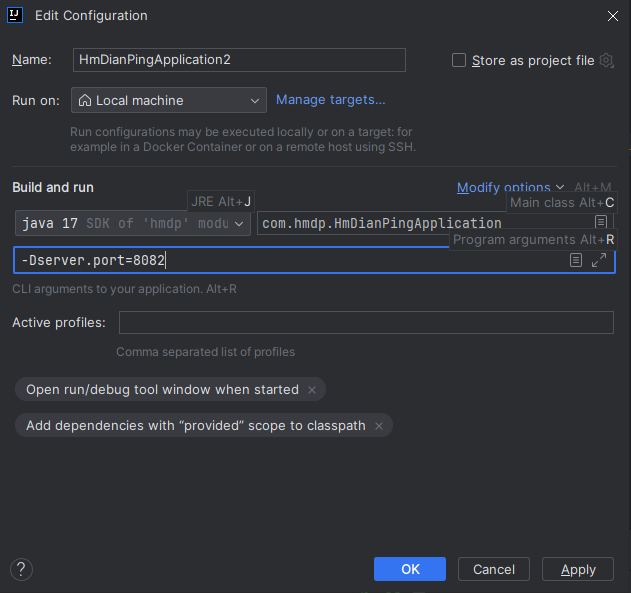 IJ Edit Configuration
Name: HmDianPingApplication2 Store as project file
Run on: Local machine Manage targets...
Run configurations may be executed locally or on a target: for
example in a Docker Container or on a remote host using SSH.
Build and run Modify options Alt+M
JRE Alt+J Main class Alt+C
java 17 SDK of 'hmdp' modu com.hmdp.HmDianPingApplication
Program arguments Alt+R
-Dserver.port=8082
CLI arguments to your application. Alt+R
Active profiles:
Comma separated list of profiles
Open run/debug tool window when started ×
Add dependencies with “provided” scope to classpath ×
? OK Cancel Apply